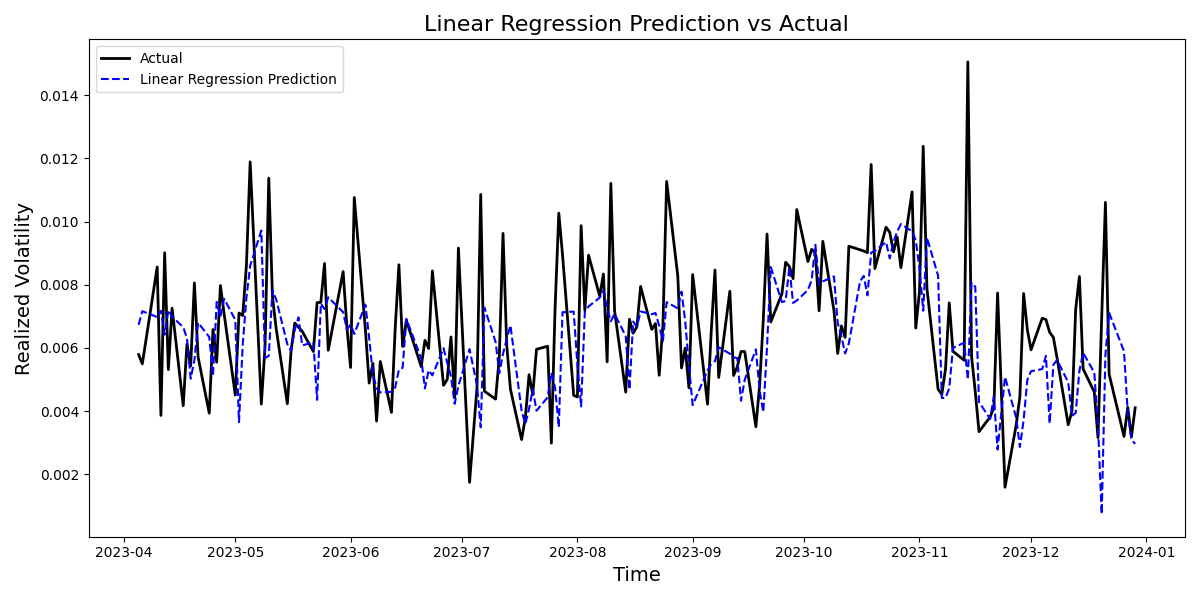 Linear Regression Prediction vs Actual
Actual
Linear Regression Prediction
Realized Volatility
0.014
0.012
0.010
0.008
0.006
0.004
0.002
2023-04 2023-05 2023-06 2023-07 2023-08 2023-09 2023-10 2023-11 2023-12 2024-01
Time